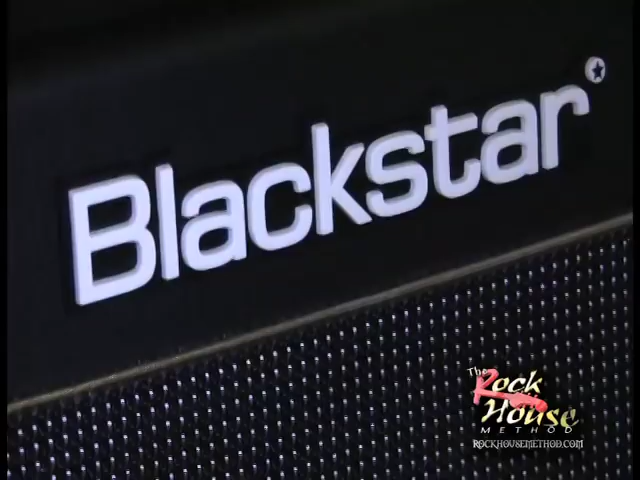 Blackstar
The
Rock
House
METHOD
ROCKHOUSEMETHOD.COM